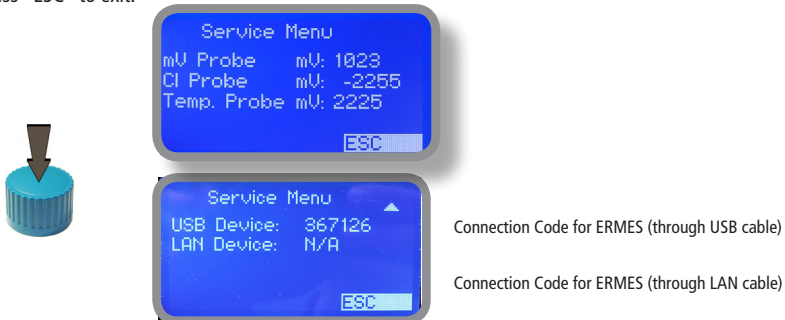 "ESC" to exit.
Service Menu
mV Probe mV: 1023
Cl Probe mV: -2255
Temp. Probe mV: 2225
ESC
Service Menu
USB Device: 367126
LAN Device: N/A
ESC
Connection Code for ERMES (through USB cable)
Connection Code for ERMES (through LAN cable)